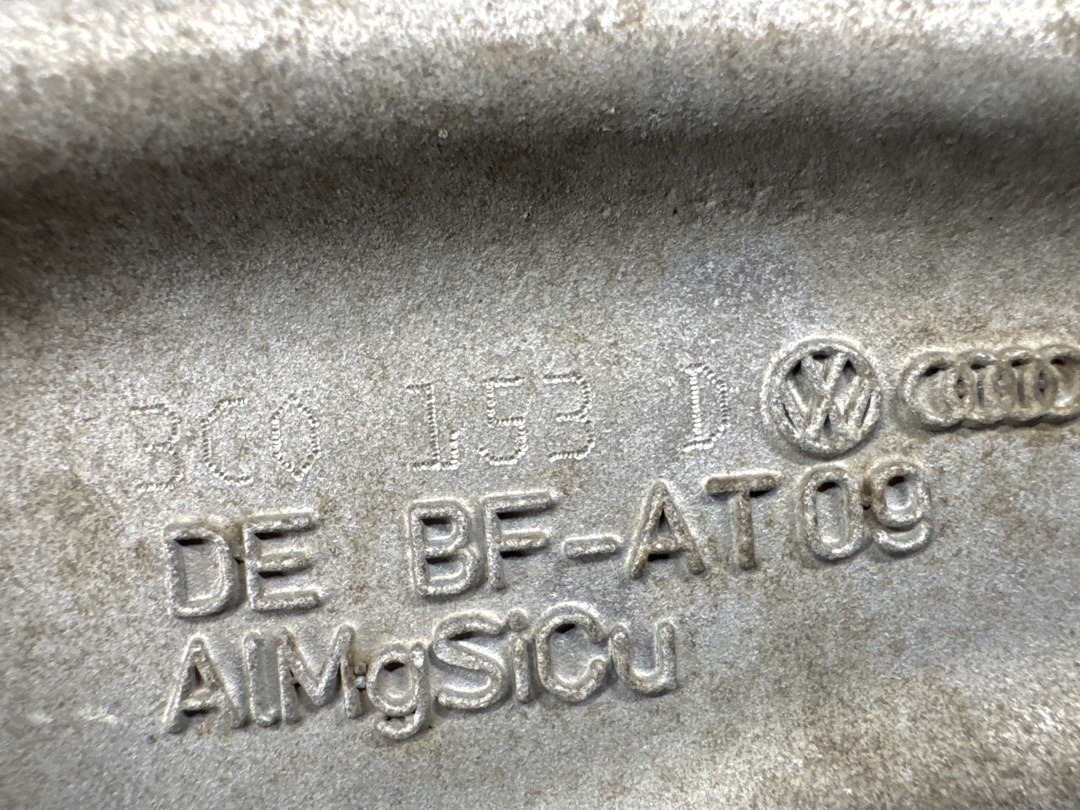 3C0 153 D
DE BF-AT09
AlMgSiCu